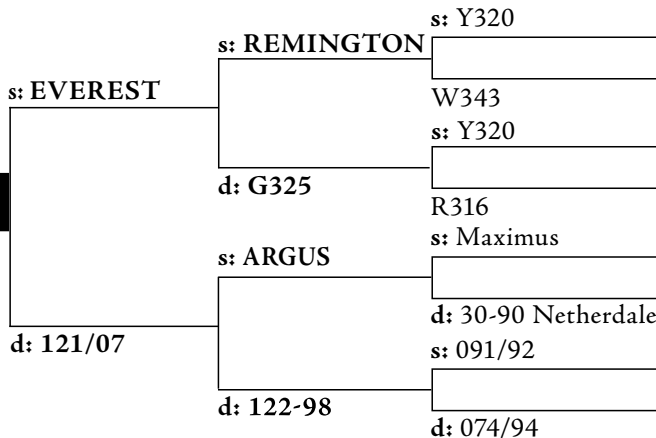 s: Y320
s: REMINGTON
W343
s: EVEREST
s: Y320
d: G325
R316
s: Maximus
s: ARGUS
d: 30-90 Netherdale
d: 121/07
s: 091/92
d: 122-98
d: 074/94